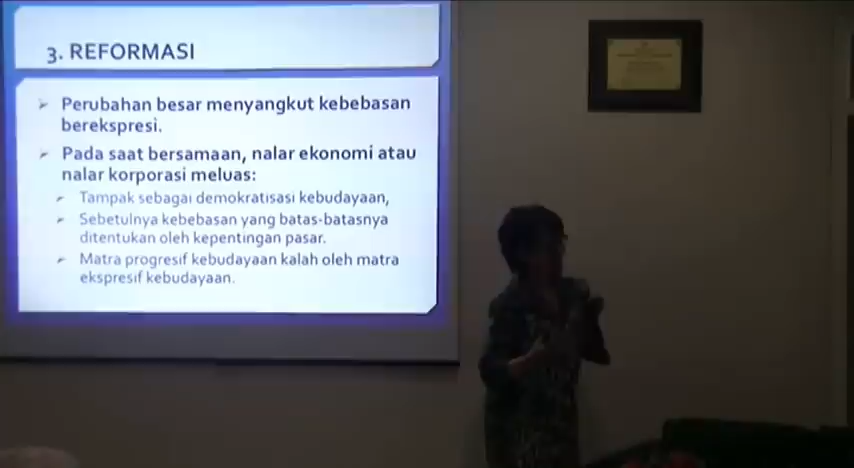 3. REFORMASI
Perubahan besar menyangkut kebebasan
berekspresi.
Pada saat bersamaan, nalar ekonomi atau
nalar korporasi meluas:
Tampak sebagai demokratisasi kebudayaan,
Sebetulnya kebebasan yang batas-batasnya
ditentukan oleh kepentingan pasar.
Matra progresif kebudayaan kalah oleh matra
ekspresif kebudayaan.